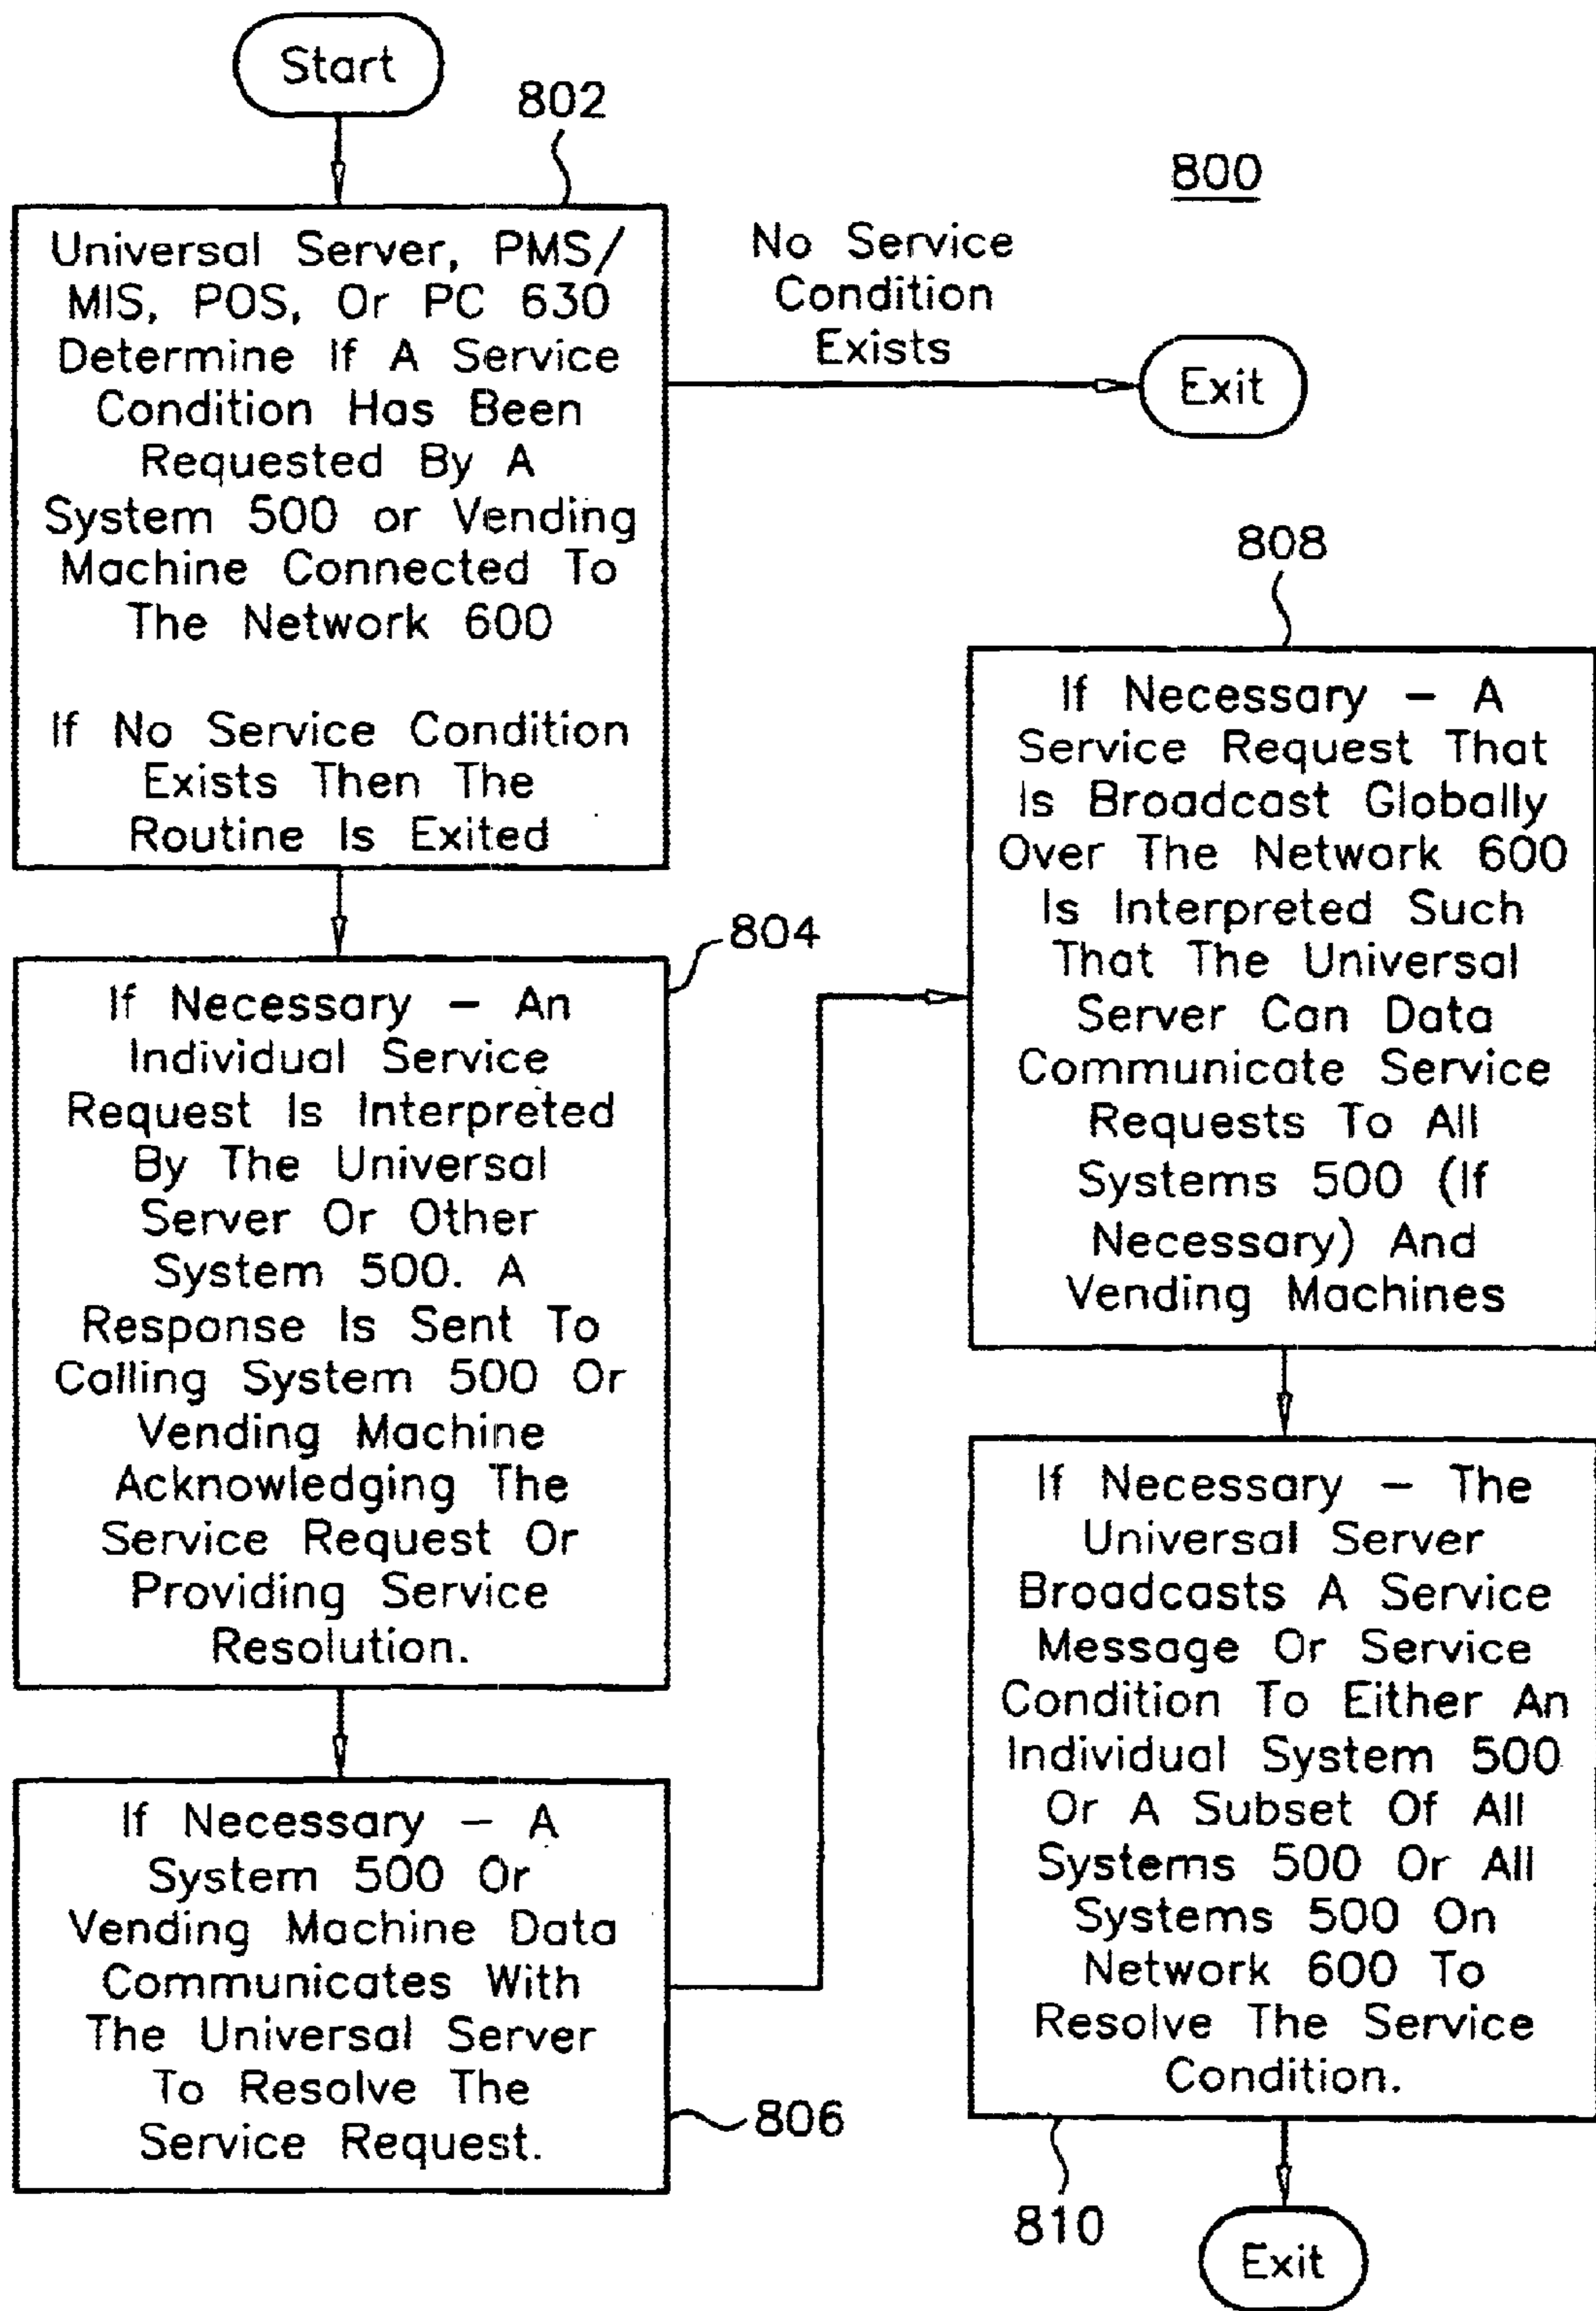 Start
802
800
Universal Server, PMS/
MIS, POS, Or PC 630
Determine If A Service
Condition Has Been
Requested By A
System 500 or Vending
Machine Connected To
The Network 600
If No Service Condition
Exists Then The
Routine Is Exited
No Service
Condition
Exists
Exit
804
If Necessary – An
Individual Service
Request Is Interpreted
By The Universal
Server Or Other
System 500. A
Response Is Sent To
Calling System 500 Or
Vending Machine
Acknowledging The
Service Request Or
Providing Service
Resolution.
If Necessary – A
System 500 Or
Vending Machine Data
Communicates With
The Universal Server
To Resolve The
Service Request.
806
808
If Necessary – A
Service Request That
Is Broadcast Globally
Over The Network 600
Is Interpreted Such
That The Universal
Server Can Data
Communicate Service
Requests To All
Systems 500 (If
Necessary) And
Vending Machines
If Necessary – The
Universal Server
Broadcasts A Service
Message Or Service
Condition To Either An
Individual System 500
Or A Subset Of All
Systems 500 Or All
Systems 500 On
Network 600 To
Resolve The Service
Condition.
810
Exit